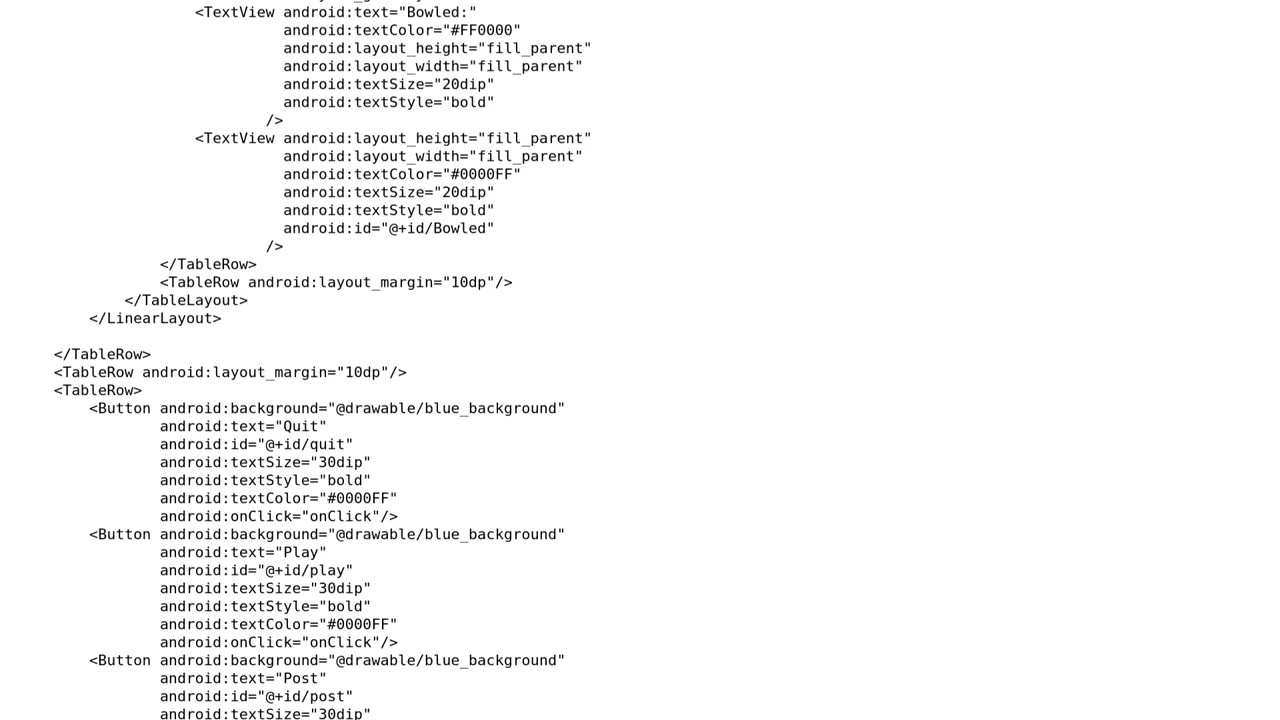 <TextView android:text="Bowled:"
android:textColor="#FF0000"
android:layout_height="fill_parent"
android:layout_width="fill_parent"
android:textSize="20dip"
android:textStyle="bold"
/>
<TextView android:layout_height="fill_parent"
android:layout_width="fill_parent"
android:textColor="#0000FF"
android:textSize="20dip"
android:textStyle="bold"
android:id="@+id/Bowled"
/>
</TableRow>
<TableRow android:layout_margin="10dp"/>
</TableLayout>
</LinearLayout>
</TableRow>
<TableRow android:layout_margin="10dp"/>
<TableRow>
<Button android:background="@drawable/blue_background"
android:text="Quit"
android:id="@+id/quit"
android:textSize="30dip"
android:textStyle="bold"
android:textColor="#0000FF"
android:onClick="onClick"/>
<Button android:background="@drawable/blue_background"
android:text="Play"
android:id="@+id/play"
android:textSize="30dip"
android:textStyle="bold"
android:textColor="#0000FF"
android:onClick="onClick"/>
<Button android:background="@drawable/blue_background"
android:text="Post"
android:id="@+id/post"
android:textSize="30dip"